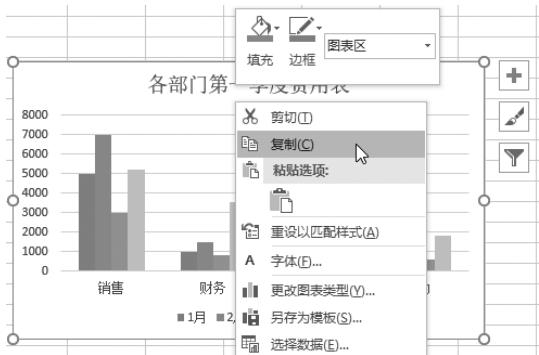 填充 边框 图表区
各部门第一季度费用表
8000
7000
6000
5000
4000
3000
2000
1000
0
销售 财务
1月 2
剪切(T)
复制(C)
粘贴选项:
重设以匹配样式(A)
A 字体(F)...
更改图表类型(Y)...
另存为模板(S)...
选择数据(E)...